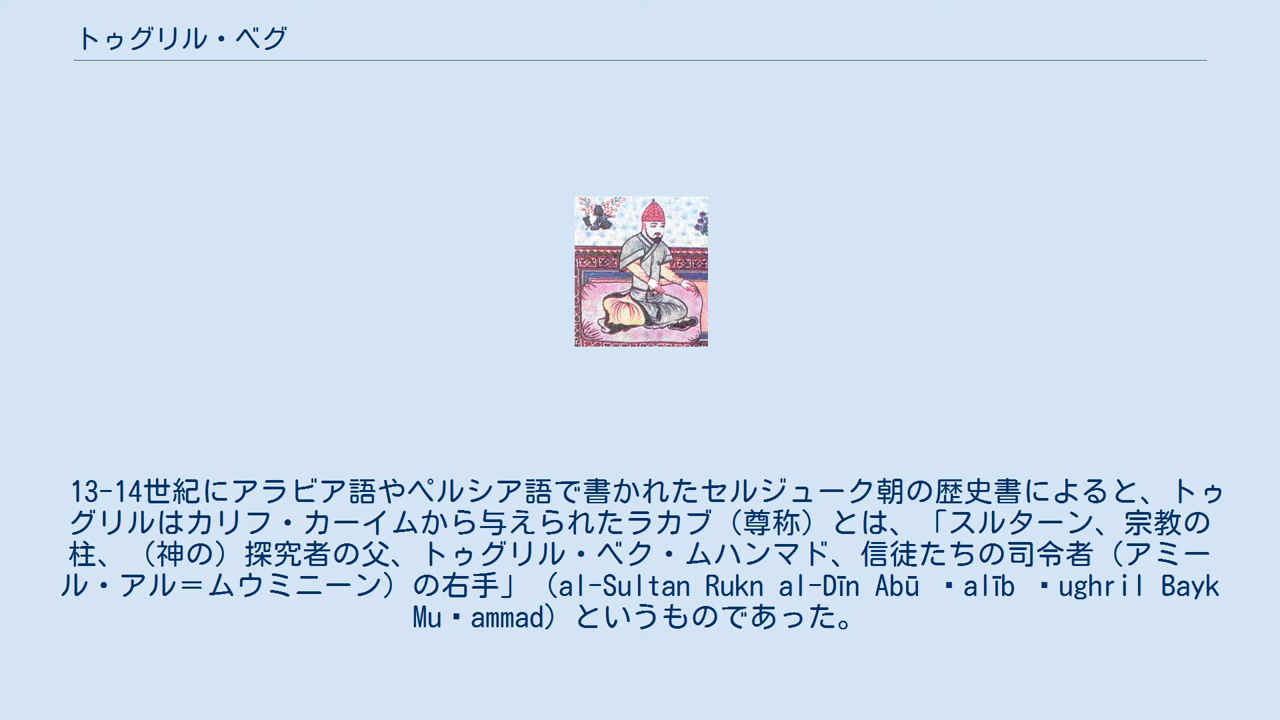 トゥグリル・ベグ
13-14世紀にアラビア語やペルシア語で書かれたセルジューク朝の歴史書によると、トゥ
グリルはカリフ・カーイムから与えられたラカブ（尊称）とは、「スルターン、宗教の
柱、（神の）探究者の父、トゥグリル・ベク・ムハンマド、信徒たちの司令者（アミー
ル・アル＝ムウミニーン）の右手」（al-Sultan Rukn al-Dīn Abū ▪alīb ▪ughril Bayk
Mu▪ammad）というものであった。